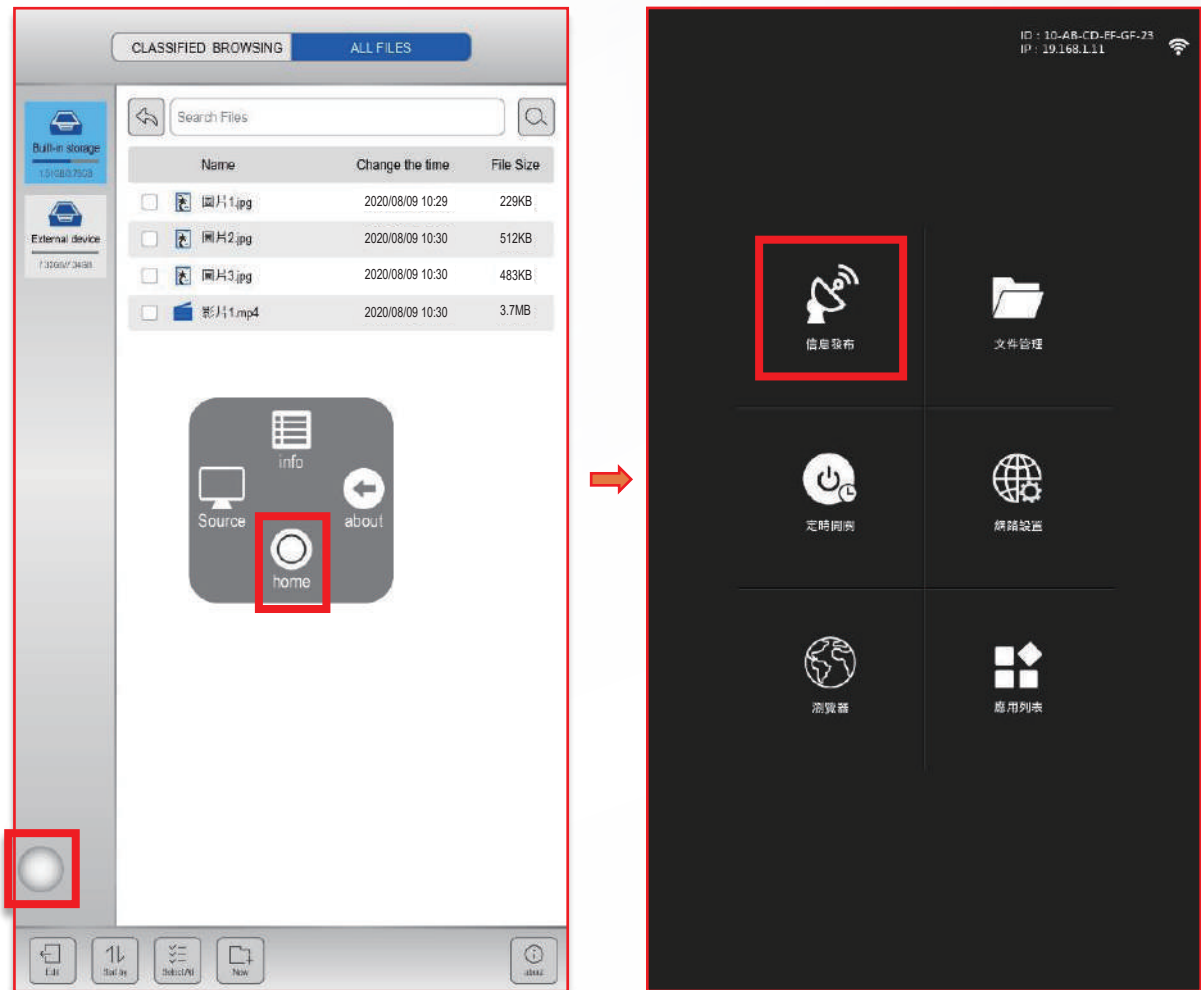 CLASSIFIED BROWSING
ALL FILES
Built-in storage
External device
Search Files
Name Change the time File Size
圖片1.jpg 2020/08/09 10:29 229KB
圖片2.jpg 2020/08/09 10:30 512KB
圖片3.jpg 2020/08/09 10:30 483KB
影片1.mp4 2020/08/09 10:30 3.7MB
info
Source
about
home
Edit
Sort by
Select All
New
about
ID : 10-AB-CD-EF-GF-23
IP : 19.168.1.11
信息發布
文件管理
定時開關
網路設置
瀏覽器
應用列表